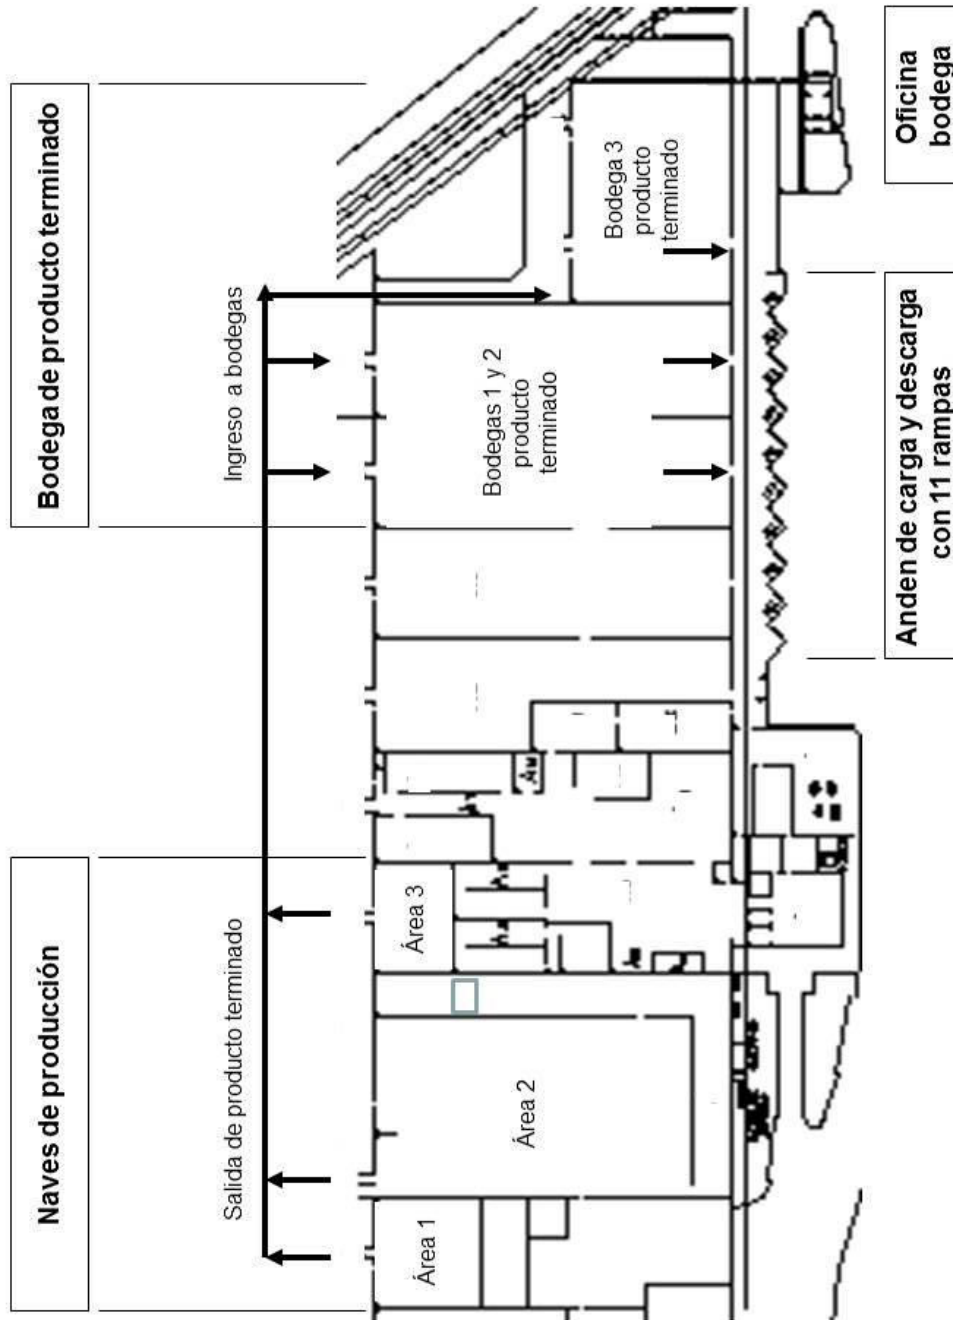 Naves de producción
Bodega de producto terminado
Salida de producto terminado
Ingreso a bodegas
Área 1
Área 2
Área 3
Bodegas 1 y 2
producto
terminado
Bodega 3
producto
terminado
Anden de carga y descarga
con 11 rampas
Oficina
bodega